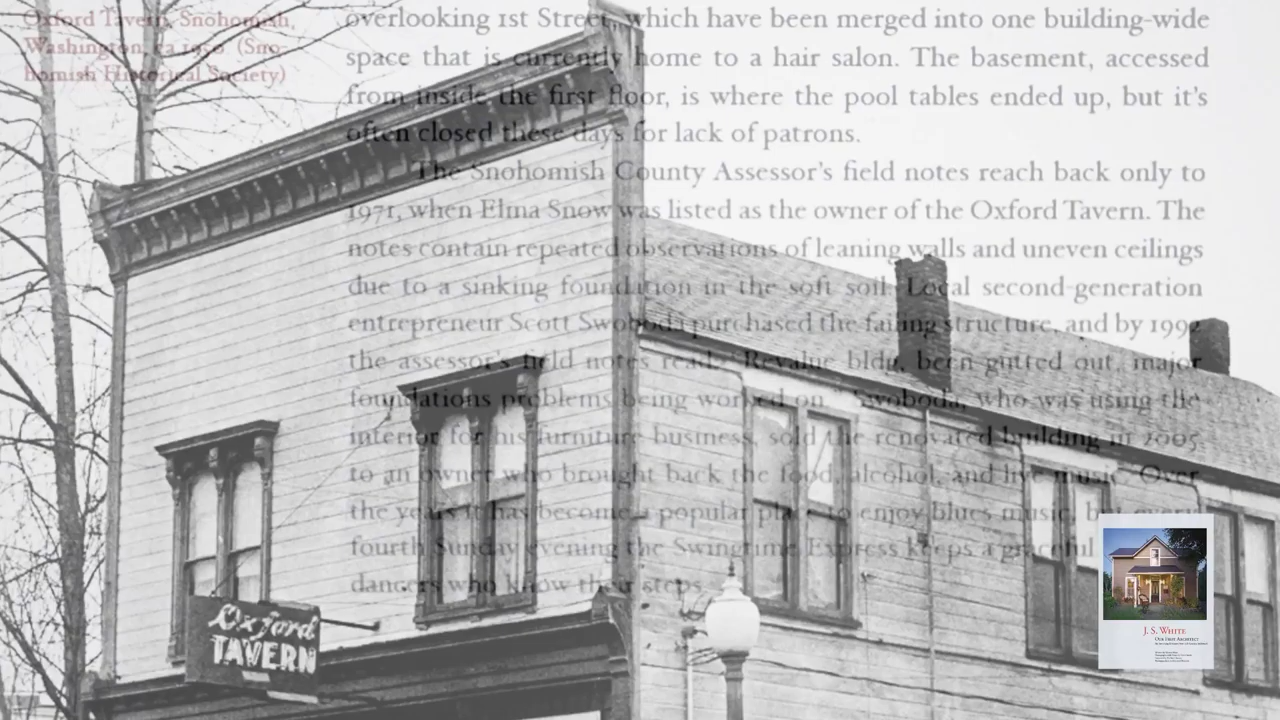 Oxford Tavern, Snohomish,
Washington, ca 1950 (Sno-
homish Historical Society)
overlooking 1st Street, which have been merged into one building-wide
space that is currently home to a hair salon. The basement, accessed
from inside the first floor, is where the pool tables ended up, but it's
often closed these days for lack of patrons.
The Snohomish County Assessor's field notes reach back only to
1971, when Elma Snow was listed as the owner of the Oxford Tavern. The
notes contain repeated observations of leaning walls and uneven ceilings
due to a sinking foundation in the soft soil. Local second-generation
entrepreneur Scott Swoboda purchased the failing structure, and by 1992
the assessor's field notes read: "Revalue bldg, been gutted out, major
foundations problems being worked on." Swoboda, who was using the
interior for his furniture business, sold the renovated building in 2005
to an owner who brought back the food, alcohol, and live music. Over
the years it has become a popular place to enjoy blues music, but
fourth Sunday evening the Swingtime Express keeps a graceful
dancers who know their steps.
Oxford
TAVERN
J. S. WHITE
OUR FIRST ARCHITECT